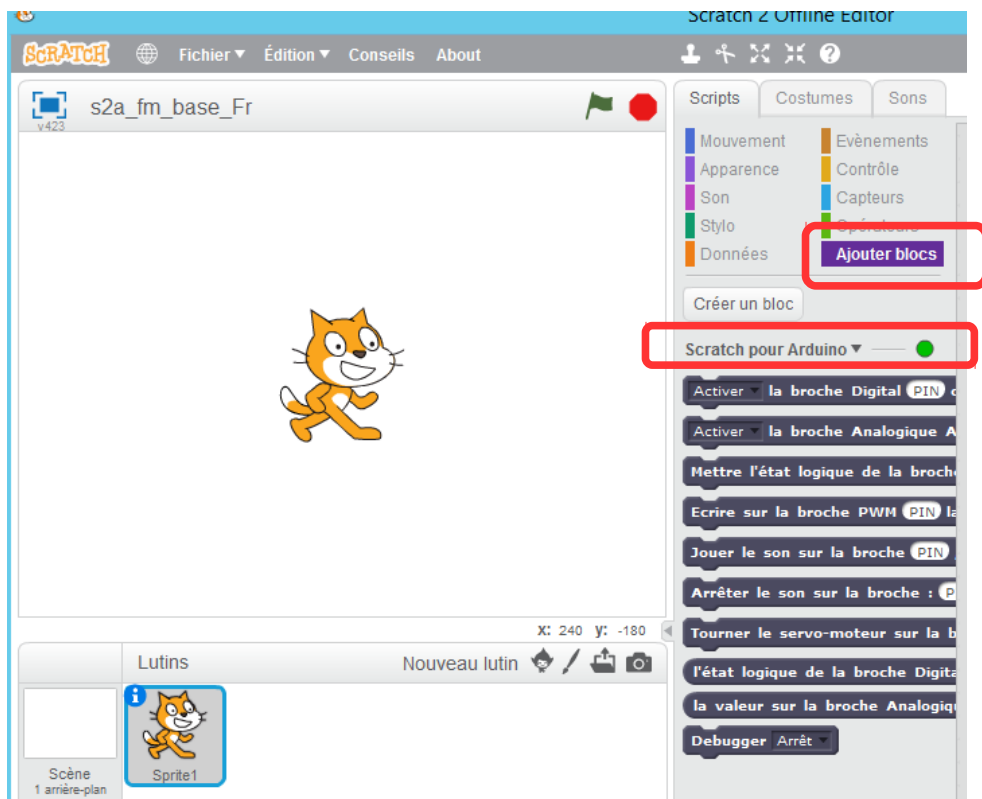 Scratch 2 Offline Editor
SCRATCH Fichier Édition Conseils About
v423
s2a_fm_base_Fr
Scripts Costumes Sons
Mouvement Evènements
Apparence Contrôle
Son Capteurs
Stylo Opérateurs
Données Ajouter blocs
Créer un bloc
Scratch pour Arduino
Activer la broche Digital PIN
Activer la broche Analogique A
Mettre l'état logique de la broch
Ecrire sur la broche PWM PIN la
Jouer le son sur la broche PIN
Arrêter le son sur la broche : P
Tourner le servo-moteur sur la b
l'état logique de la broche Digita
la valeur sur la broche Analogiq
Debugger Arrêt
X: 240 y: -180
Lutins Nouveau lutin
Scène
1 arrière-plan
Sprite1